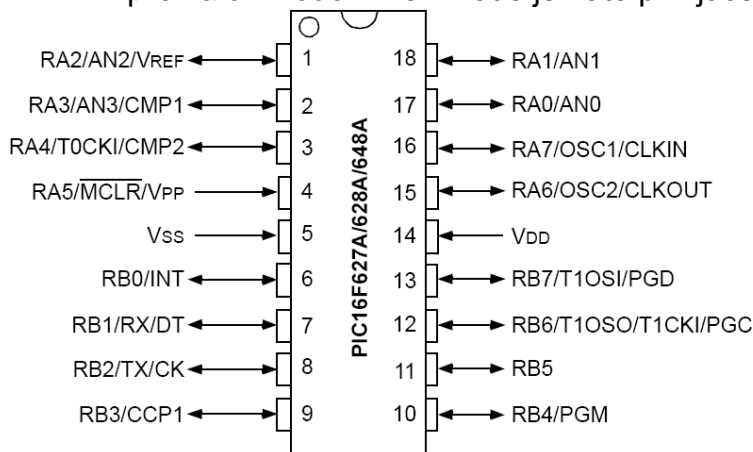 RA2/AN2/VREF 1 18 RA1/AN1
RA3/AN3/CMP1 2 17 RA0/AN0
RA4/T0CKI/CMP2 3 16 RA7/OSC1/CLKIN
RA5/MCLR/VPP 4 15 RA6/OSC2/CLKOUT
VSS 5 14 VDD
RB0/INT 6 13 RB7/T1OSI/PGD
RB1/RX/DT 7 12 RB6/T1OSO/T1CKI/PGC
RB2/TX/CK 8 11 RB5
RB3/CCP1 9 10 RB4/PGM
PIC16F627A/628A/648A